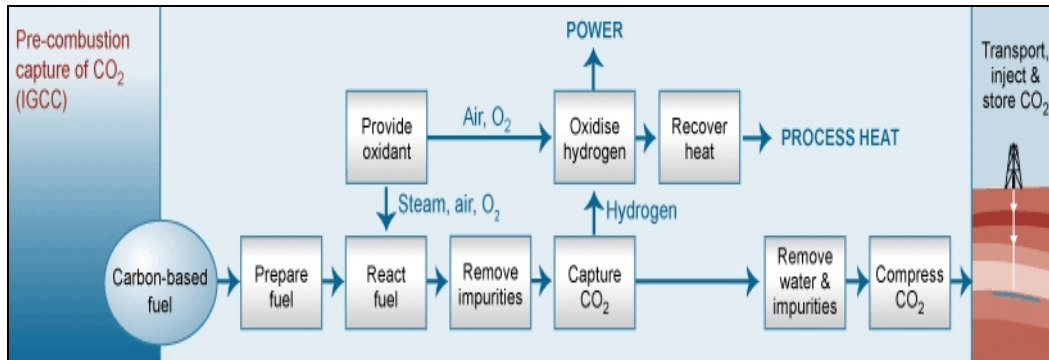 Pre-combustion
capture of CO₂
(IGCC)
POWER
Transport,
inject &
store CO₂
Provide
oxidant
Air, O₂
Oxidise
hydrogen
Recover
heat
PROCESS HEAT
Steam, air, O₂
Hydrogen
Carbon-based
fuel
Prepare
fuel
React
fuel
Remove
impurities
Capture
CO₂
Remove
water &
impurities
Compress
CO₂